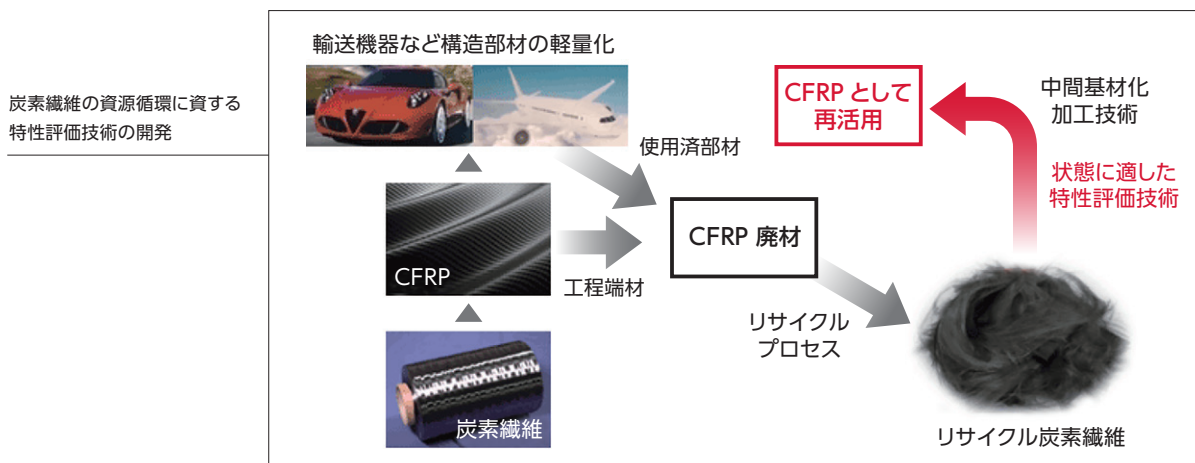 炭素繊維の資源循環に資する
特性評価技術の開発
輸送機器など構造部材の軽量化
使用済部材
CFRP
工程端材
炭素繊維
CFRP 廃材
リサイクル
プロセス
リサイクル炭素繊維
中間基材化
加工技術
状態に適した
特性評価技術
CFRP として
再活用